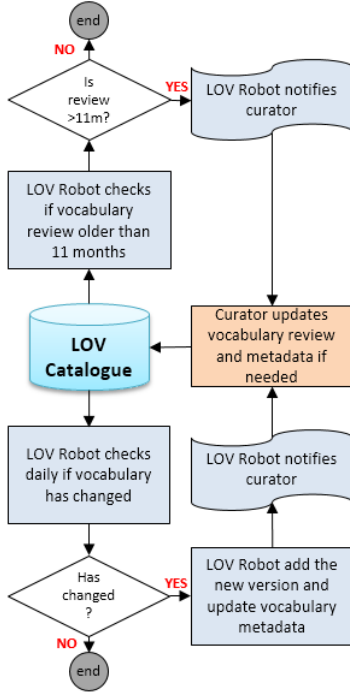 end
NO
Is
review
>11m?
YES
LOV Robot notifies
curator
LOV Robot checks
if vocabulary
review older than
11 months
LOV
Catalogue
Curator updates
vocabulary review
and metadata if
needed
LOV Robot checks
daily if vocabulary
has changed
LOV Robot notifies
curator
Has
changed
?
YES
LOV Robot add the
new version and
update vocabulary
metadata
NO
end